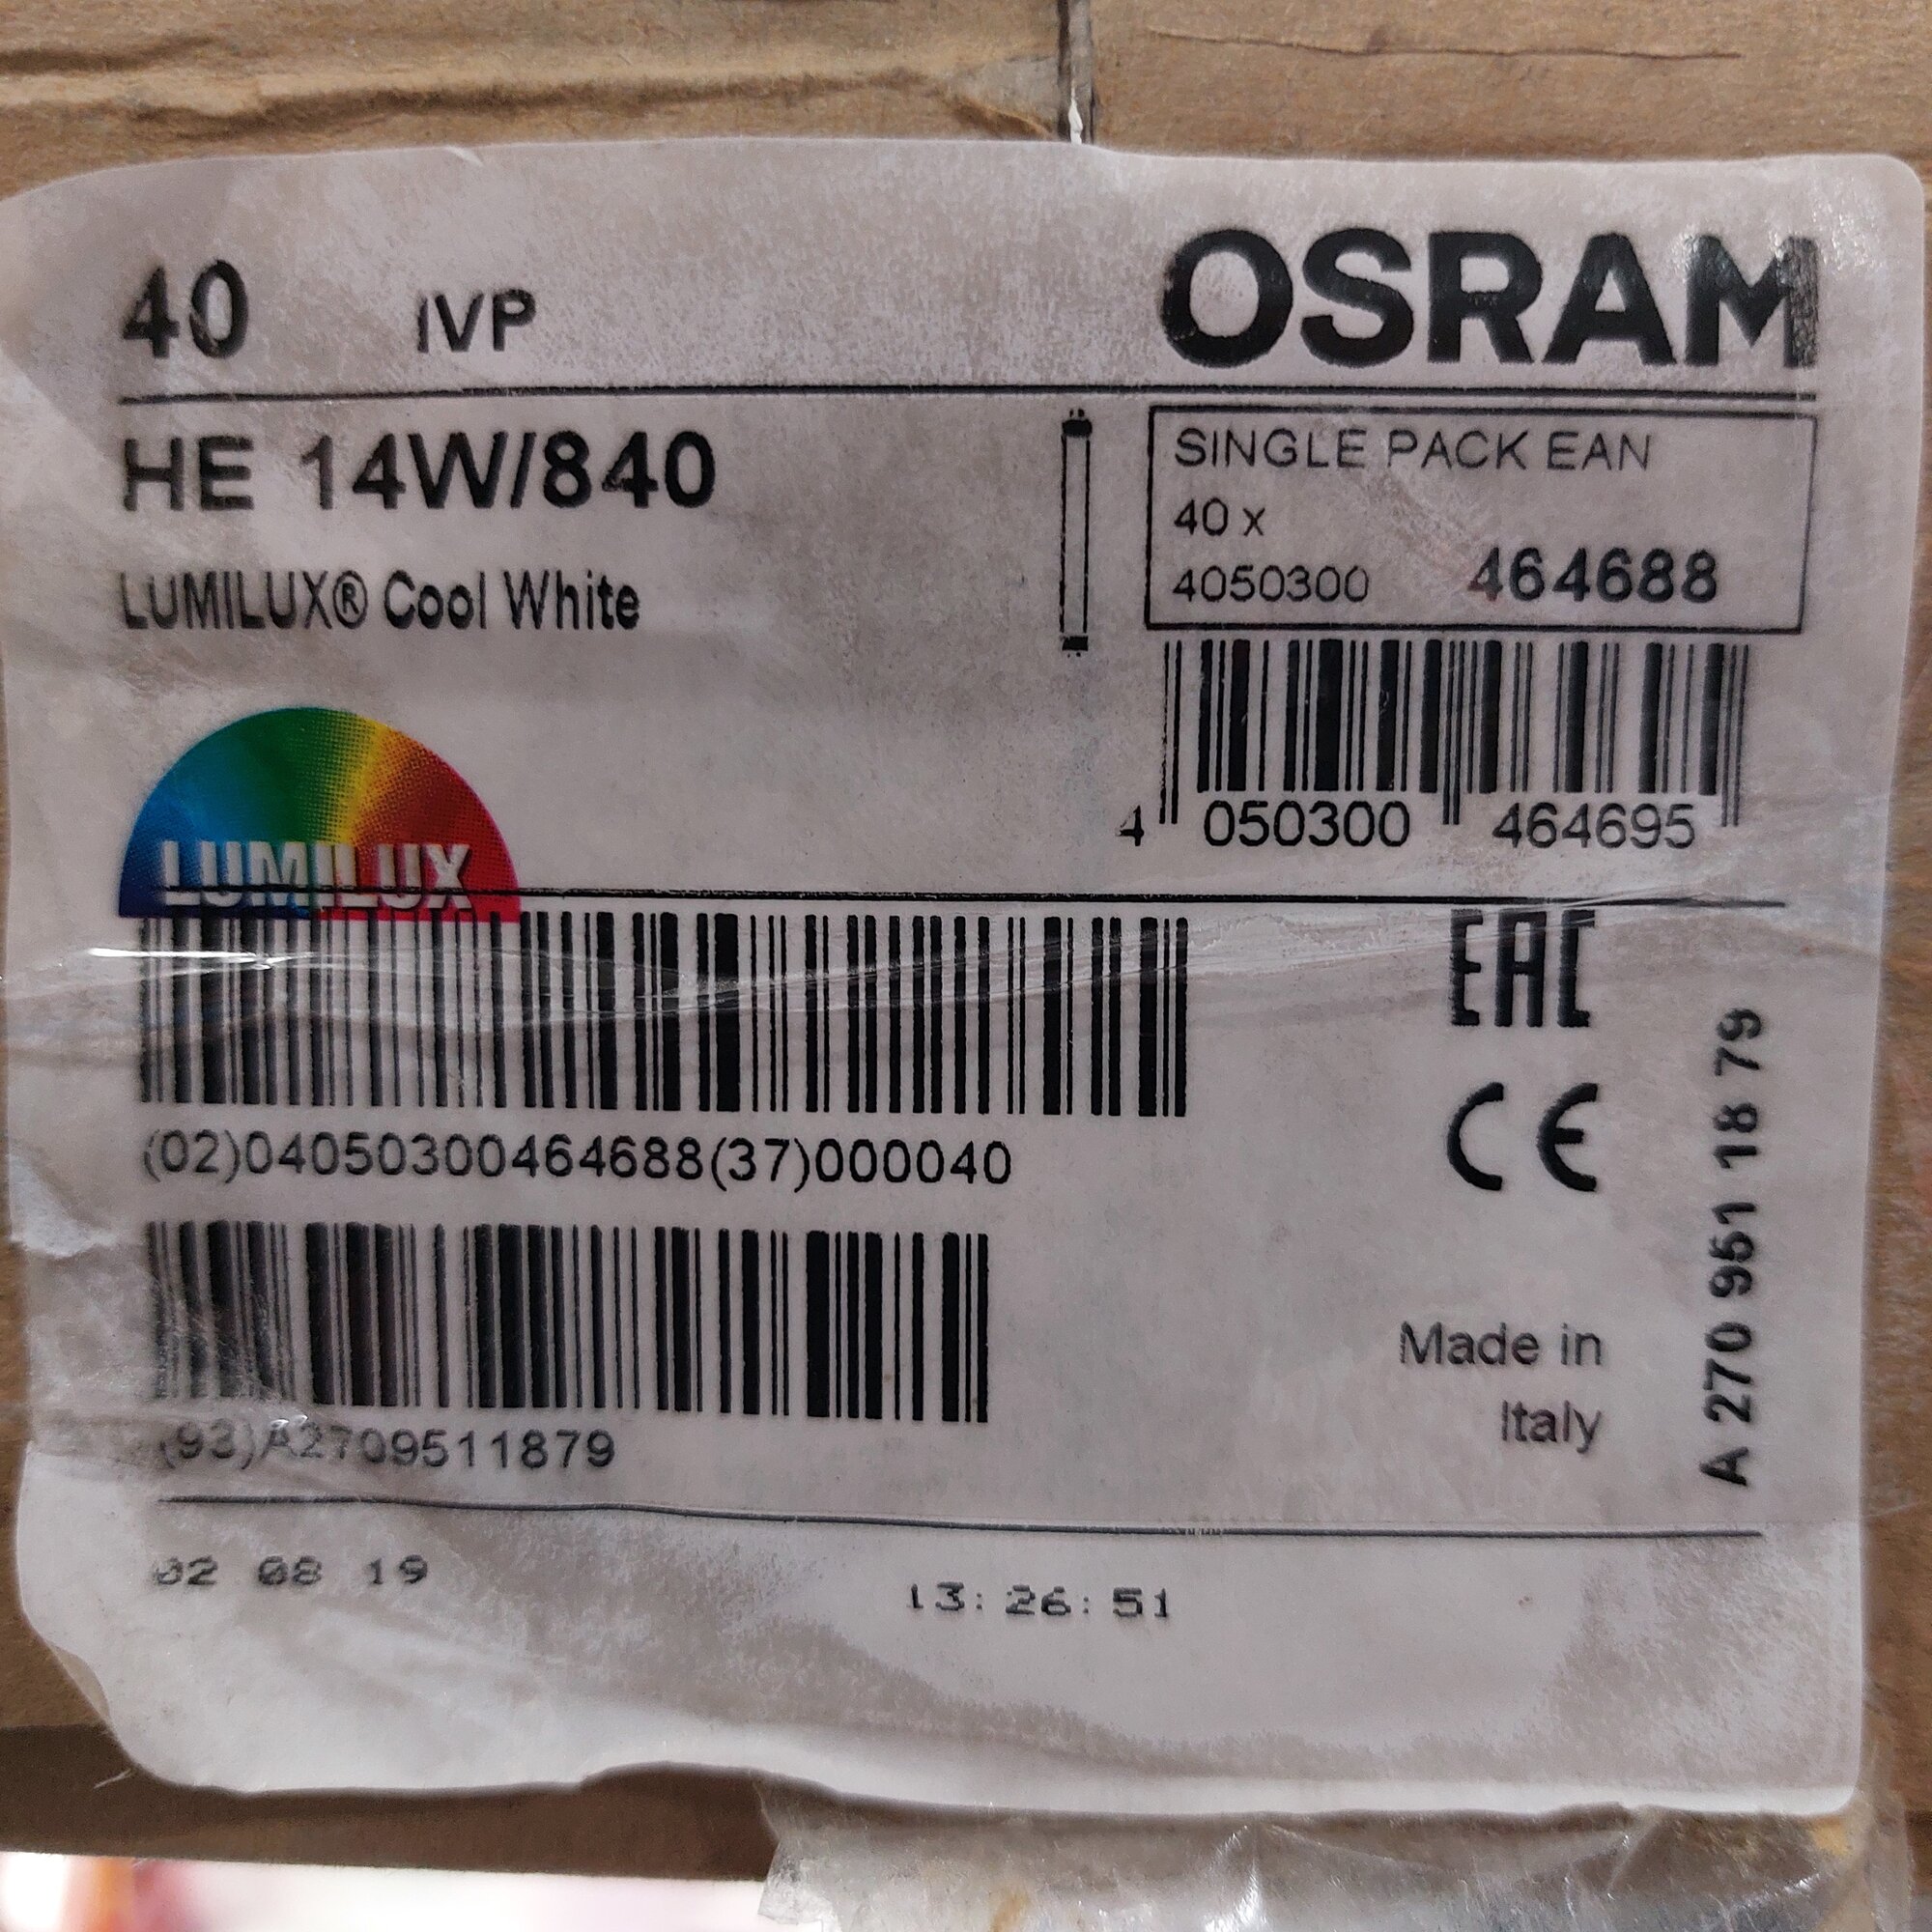 40 IVP OSRAM
HE 14W/840
LUMILUX® Cool White
SINGLE PACK EAN
40 x
4050300 464688
4 050300 464695
LUMILUX
(02)04050300464688(37)000040
EAC
CE
(93)A2709511879
Made in
Italy
A 270 951 18 79
02 08 19 13:26:51